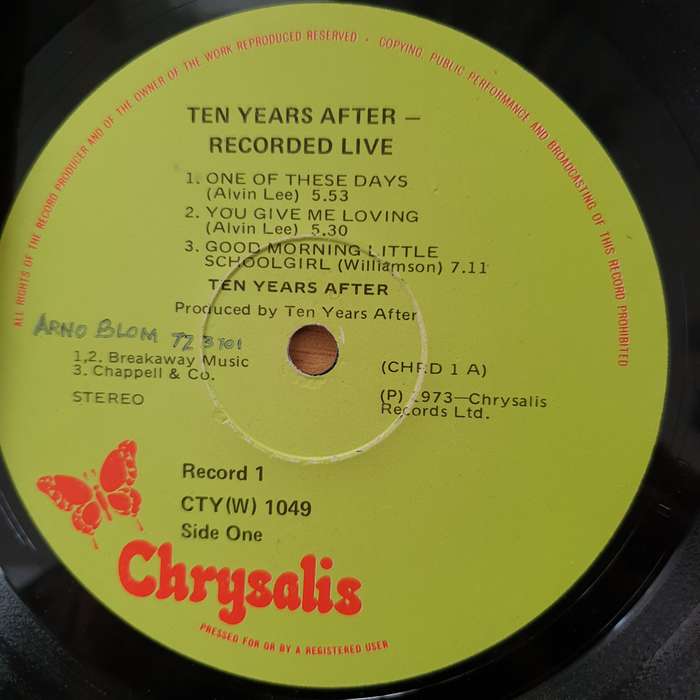 ALL RIGHTS OF THE RECORD PRODUCER AND OF THE OWNER OF THE WORK REPRODUCED RESERVED · COPYING, PUBLIC PERFORMANCE AND BROADCASTING OF THIS RECORD PROHIBITED
TEN YEARS AFTER —
RECORDED LIVE
1. ONE OF THESE DAYS
(Alvin Lee) 5.53
2. YOU GIVE ME LOVING
(Alvin Lee) 5.30
3. GOOD MORNING LITTLE
SCHOOLGIRL (Williamson) 7.11
TEN YEARS AFTER
Produced by Ten Years After
ARNO BLOM
1,2. Breakaway Music
3. Chappell & Co.
(CHRD 1 A)
STEREO
(P) 1973—Chrysalis
Records Ltd.
Record 1
CTY(W) 1049
Side One
Chrysalis
PRESSED FOR OR BY A REGISTERED USER